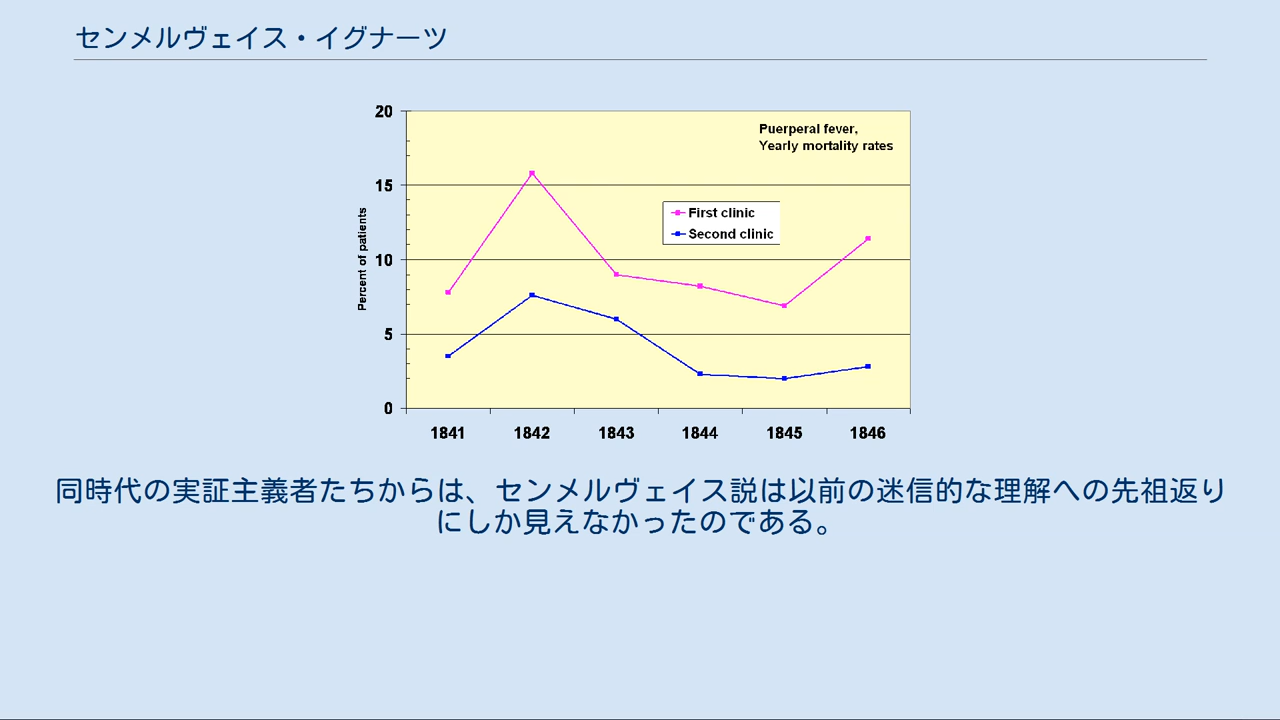 センメルヴェイス・イグナーツ
Puerperal fever,
Yearly mortality rates
First clinic
Second clinic
Percent of patients
20
15
10
5
0
1841 1842 1843 1844 1845 1846
同時代の実証主義者たちからは、センメルヴェイス説は以前の迷信的な理解への先祖返り
にしか見えなかったのである。